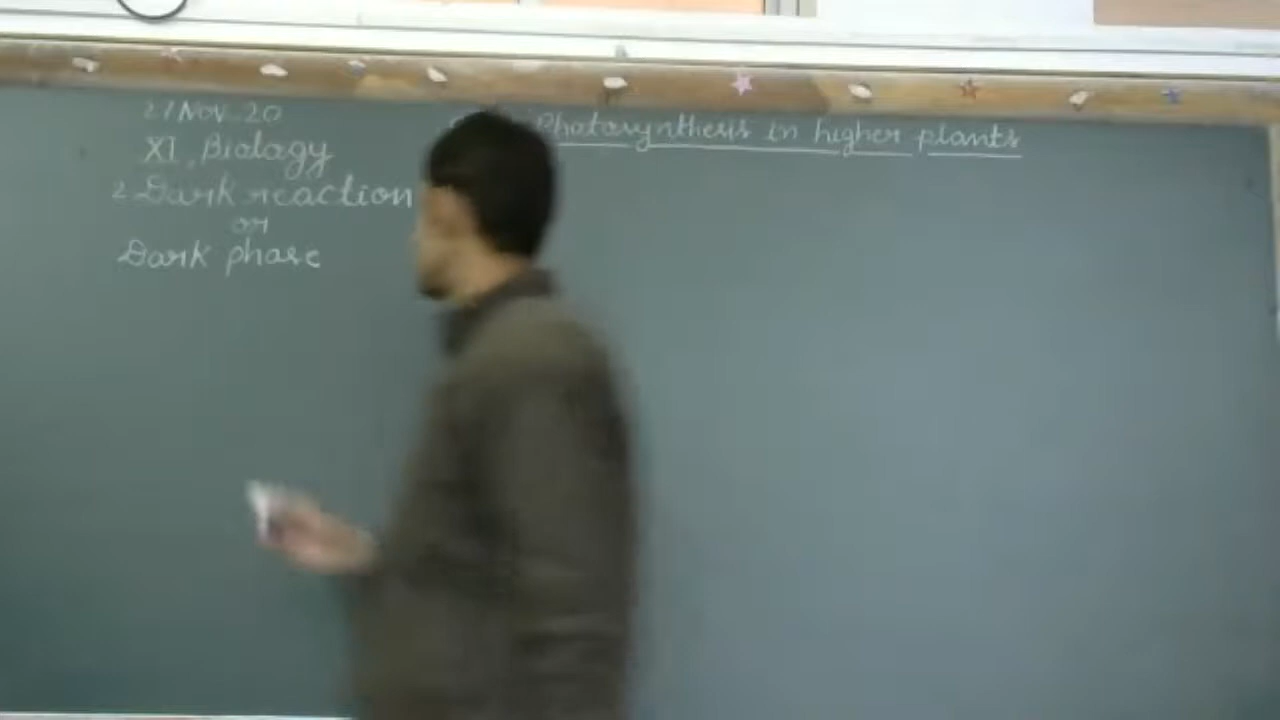 27 Nov. 20
XI, Biology
Photosynthesis in higher plants
2. Dark reaction
or
Dark phase